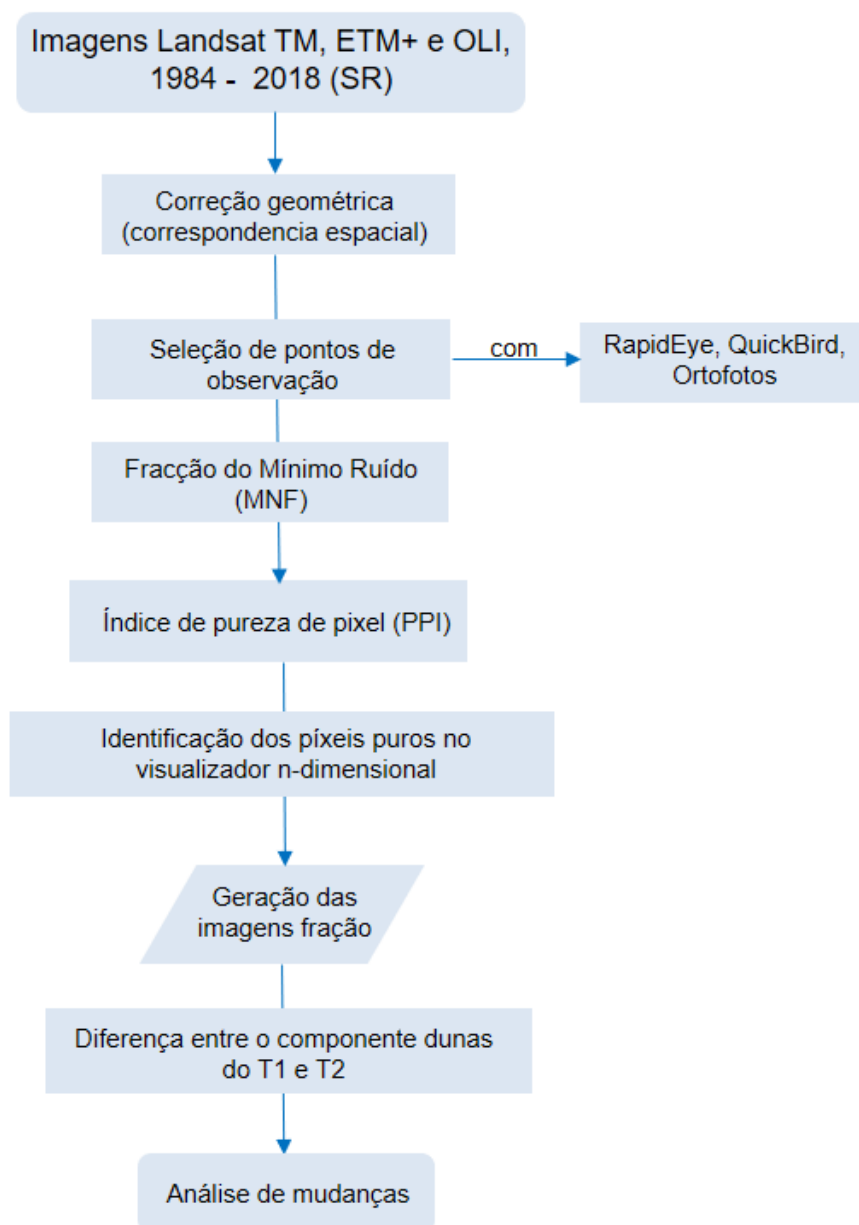 Imagens Landsat TM, ETM+ e OLI,
1984 - 2018 (SR)
Correção geométrica
(correspondencia espacial)
Seleção de pontos de
observação
com
RapidEye, QuickBird,
Ortofotos
Fracção do Mínimo Ruído
(MNF)
Índice de pureza de pixel (PPI)
Identificação dos píxeis puros no
visualizador n-dimensional
Geração das
imagens fração
Diferença entre o componente dunas
do T1 e T2
Análise de mudanças